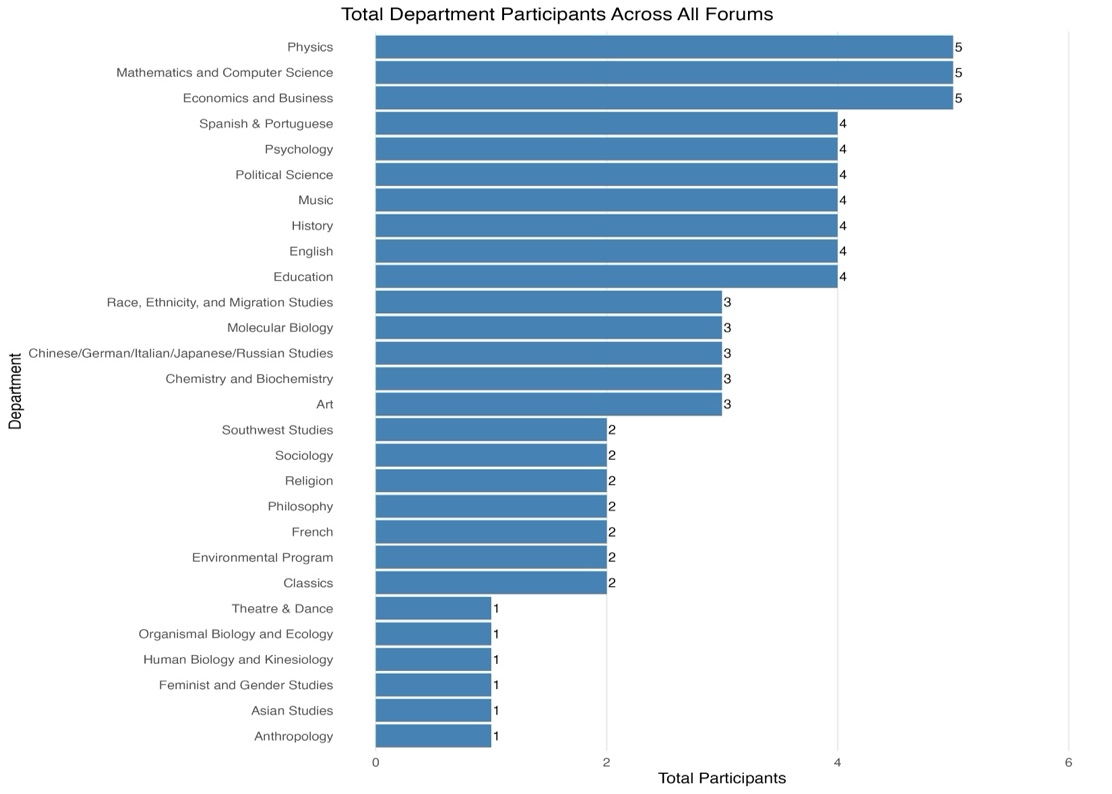 Total Department Participants Across All Forums
Department
Physics 5
Mathematics and Computer Science 5
Economics and Business 5
Spanish & Portuguese 4
Psychology 4
Political Science 4
Music 4
History 4
English 4
Education 4
Race, Ethnicity, and Migration Studies 3
Molecular Biology 3
Chinese/German/Italian/Japanese/Russian Studies 3
Chemistry and Biochemistry 3
Art 3
Southwest Studies 2
Sociology 2
Religion 2
Philosophy 2
French 2
Environmental Program 2
Classics 2
Theatre & Dance 1
Organismal Biology and Ecology 1
Human Biology and Kinesiology 1
Feminist and Gender Studies 1
Asian Studies 1
Anthropology 1
0 2 4 6
Total Participants